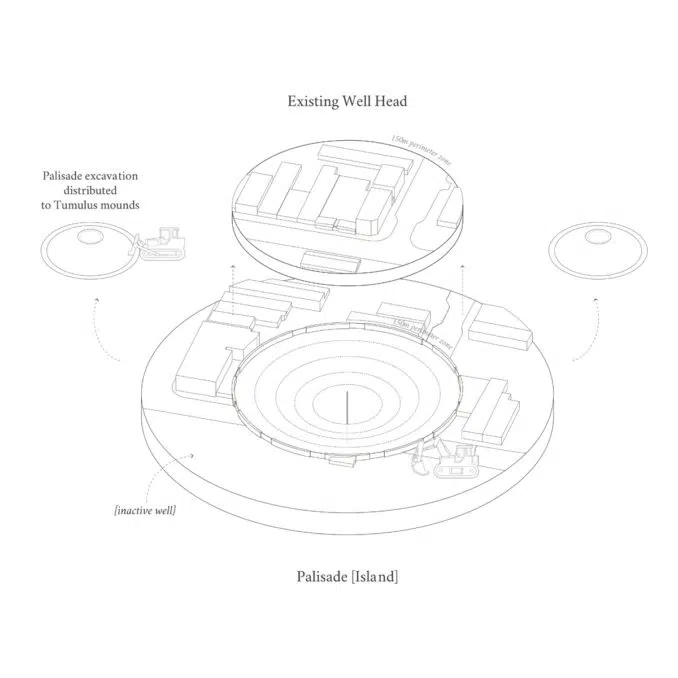 Existing Well Head
150m perimeter zone
Palisade excavation
distributed
to Tumulus mounds
150m perimeter zone
[inactive well]
Palisade [Island]